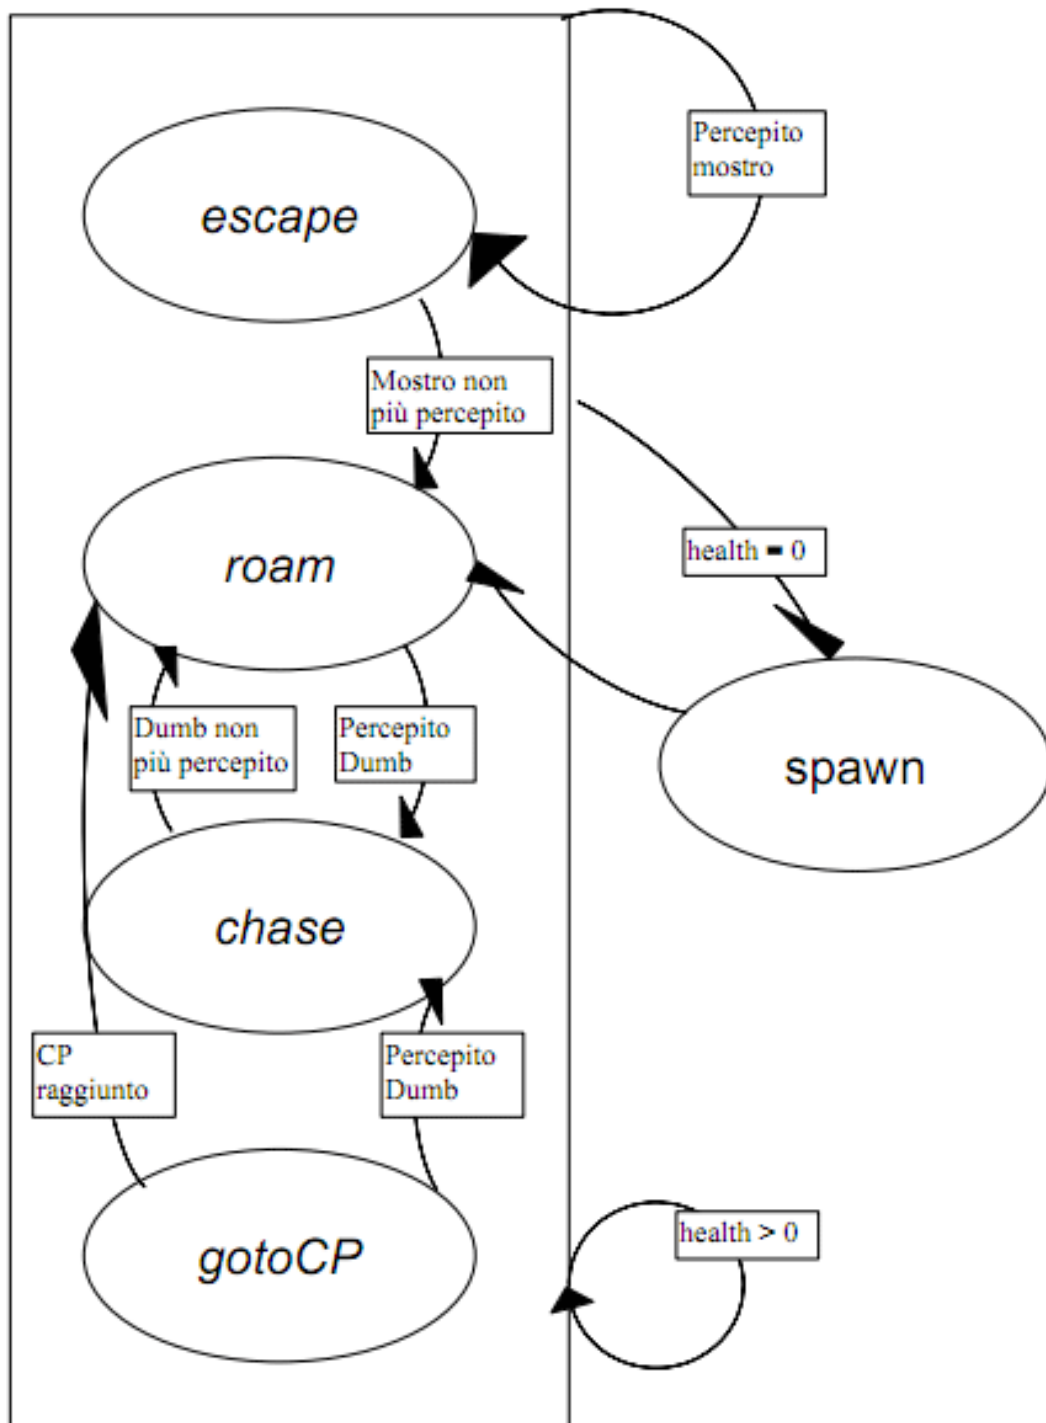 Percepito
mostro
escape
Mostro non
più percepito
health = 0
roam
Dumb non
più percepito
Percepito
Dumb
spawn
chase
CP
raggiunto
Percepito
Dumb
health > 0
gotoCP